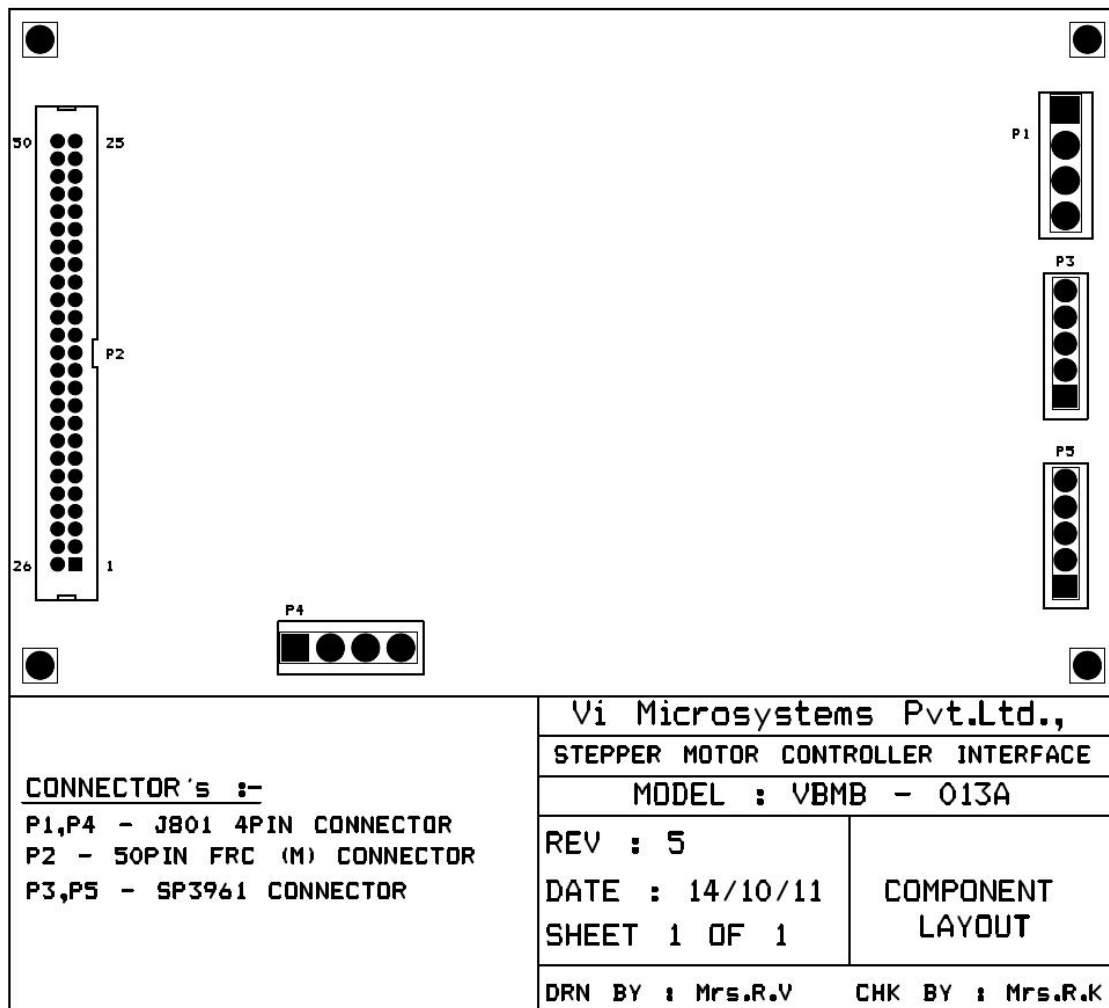 50 25
P1
P3
P2
P5
26 1
P4
Vi Microsystems Pvt.Ltd.,
STEPPER MOTOR CONTROLLER INTERFACE
MODEL : VBMB - 013A
CONNECTOR's :-
P1,P4 - J801 4PIN CONNECTOR
P2 - 50PIN FRC (M) CONNECTOR
P3,P5 - SP3961 CONNECTOR
REV : 5
DATE : 14/10/11
SHEET 1 OF 1
COMPONENT
LAYOUT
DRN BY : Mrs.R.V CHK BY : Mrs.R.K